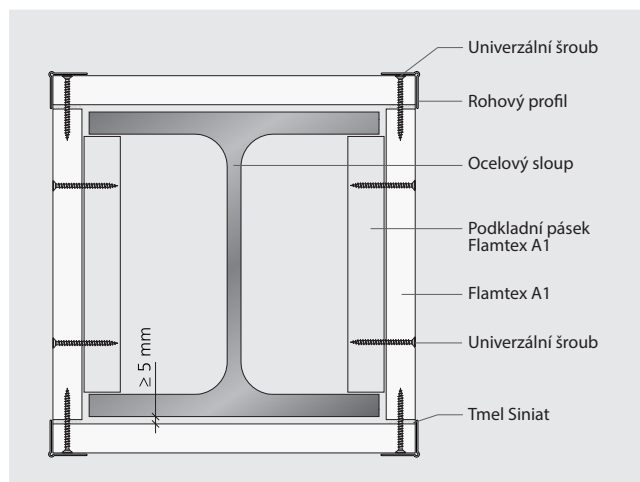 Univerzální šroub
Rohový profil
Ocelový sloup
Podkladní pásek
Flamtex A1
Flamtex A1
Univerzální šroub
≥ 5 mm
Tmel Siniat